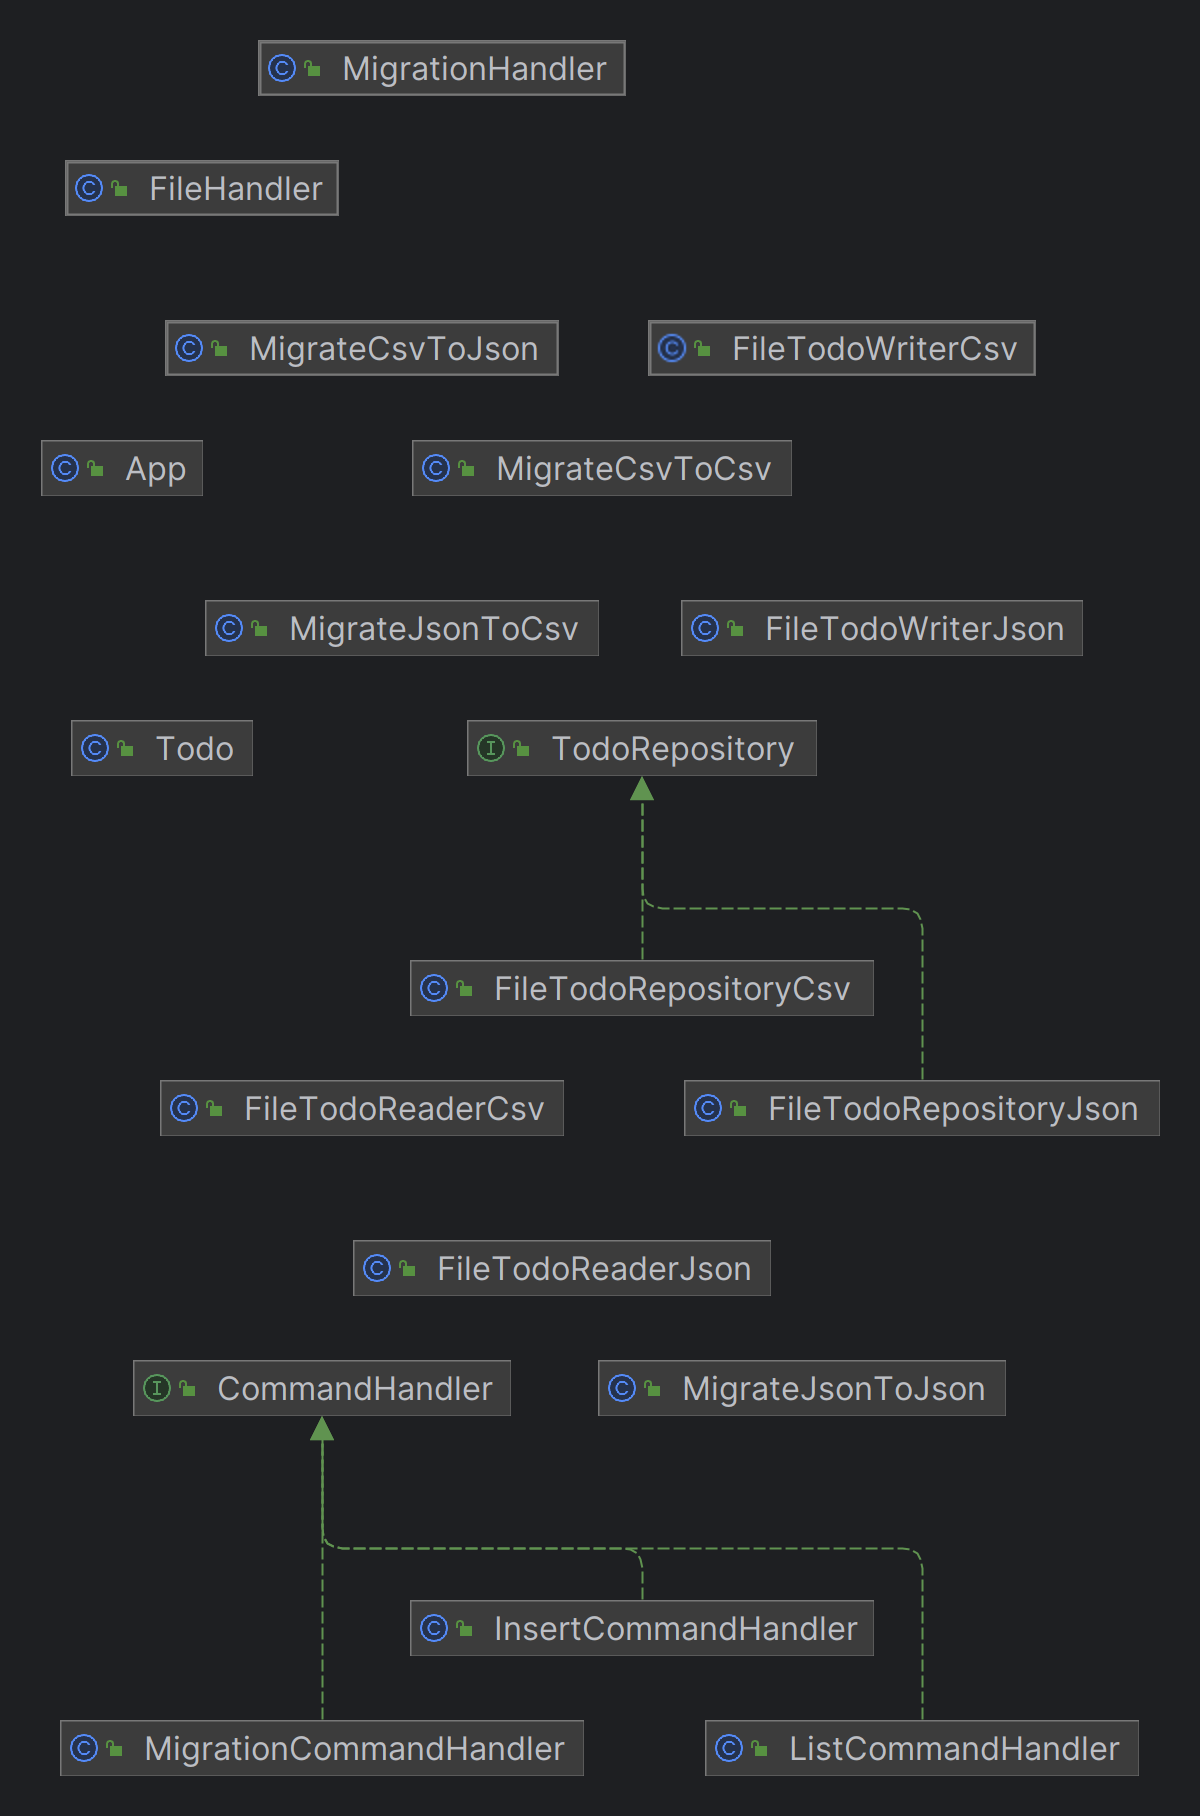 MigrationHandler
FileHandler
MigrateCsvToJson
FileTodoWriterCsv
App
MigrateCsvToCsv
MigrateJsonToCsv
FileTodoWriterJson
Todo
TodoRepository
FileTodoRepositoryCsv
FileTodoReaderCsv
FileTodoRepositoryJson
FileTodoReaderJson
CommandHandler
MigrateJsonToJson
InsertCommandHandler
MigrationCommandHandler
ListCommandHandler